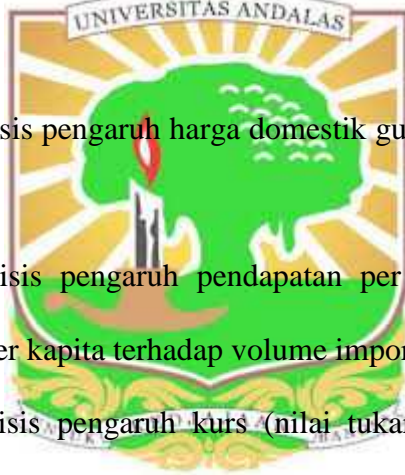 UNIVERSITAS ANDALAS
sis pengaruh harga domestik gu
isis pengaruh pendapatan per
er kapita terhadap volume impor
isis pengaruh kurs (nilai tukar